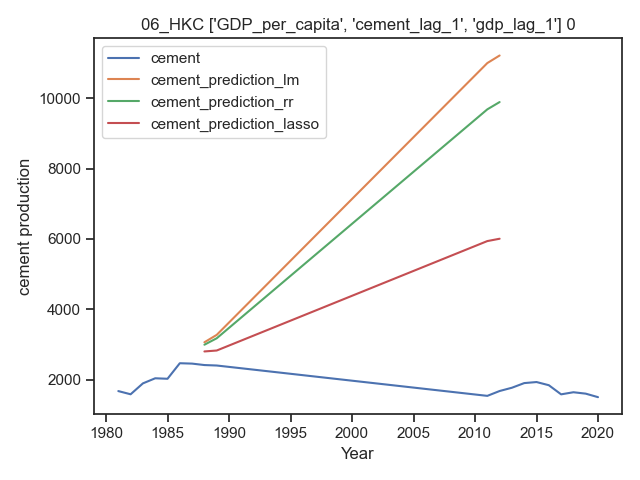 06_HKC ['GDP_per_capita', 'cement_lag_1', 'gdp_lag_1'] 0
cement
cement_prediction_lm
cement_prediction_rr
cement_prediction_lasso
cement production
10000
8000
6000
4000
2000
1980 1985 1990 1995 2000 2005 2010 2015 2020
Year